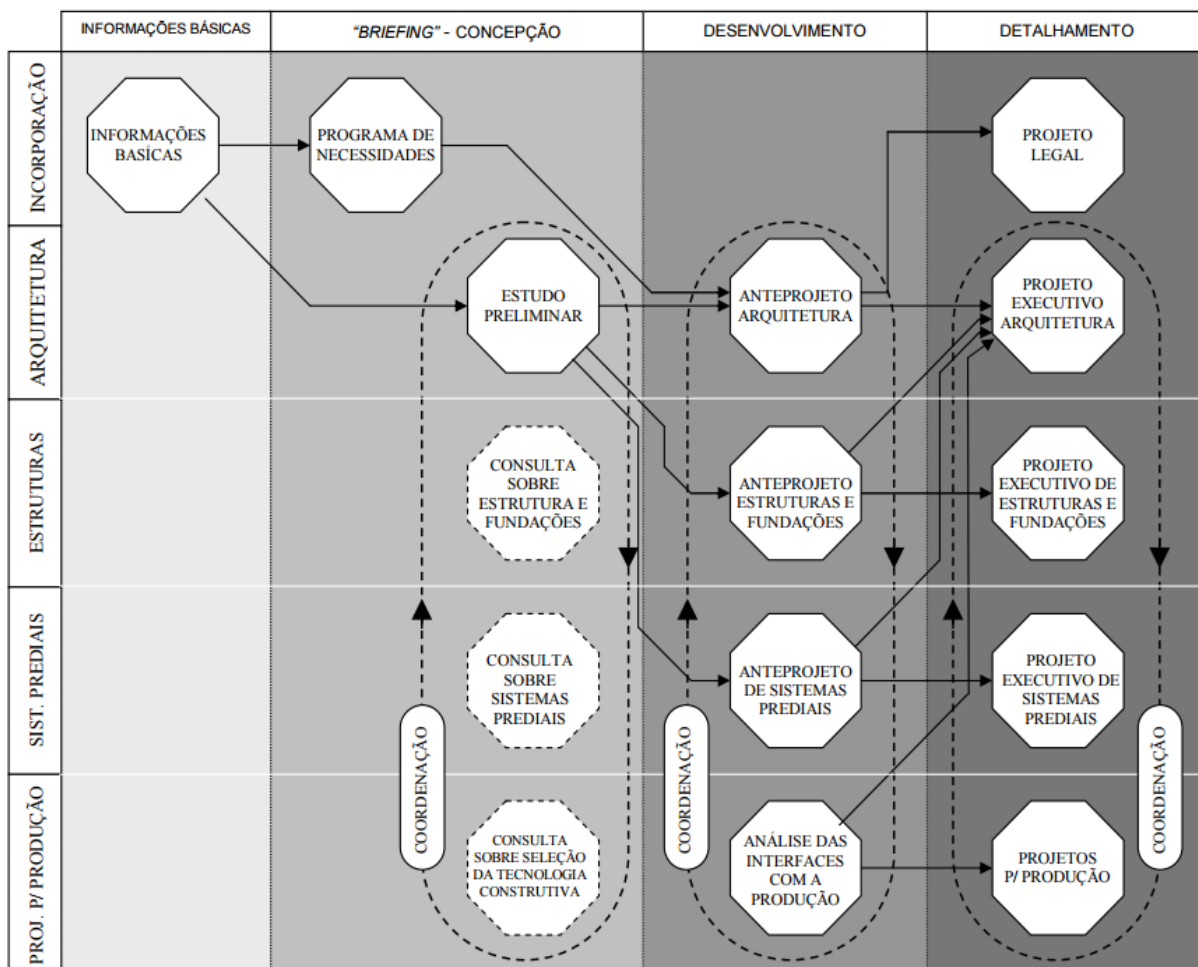 INFORMAÇÕES BÁSICAS
"BRIEFING" - CONCEPÇÃO
DESENVOLVIMENTO
DETALHAMENTO
INCORPORAÇÃO
INFORMAÇÕES
BASÍCAS
PROGRAMA DE
NECESSIDADES
PROJETO
LEGAL
ARQUITETURA
ESTUDO
PRELIMINAR
ANTEPROJETO
ARQUITETURA
PROJETO
EXECUTIVO
ARQUITETURA
ESTRUTURAS
CONSULTA
SOBRE
ESTRUTURA E
FUNDAÇÕES
ANTEPROJETO
ESTRUTURAS E
FUNDAÇÕES
PROJETO
EXECUTIVO DE
ESTRUTURAS E
FUNDAÇÕES
SIST. PREDIAIS
CONSULTA
SOBRE
SISTEMAS
PREDIAIS
ANTEPROJETO
DE SISTEMAS
PREDIAIS
PROJETO
EXECUTIVO DE
SISTEMAS
PREDIAIS
COORDENAÇÃO
COORDENAÇÃO
COORDENAÇÃO
PROJ. P/ PRODUÇÃO
CONSULTA
SOBRE SELEÇÃO
DA TECNOLOGIA
CONSTRUTIVA
ANÁLISE DAS
INTERFACES
COM A
PRODUÇÃO
PROJETOS
P/ PRODUÇÃO